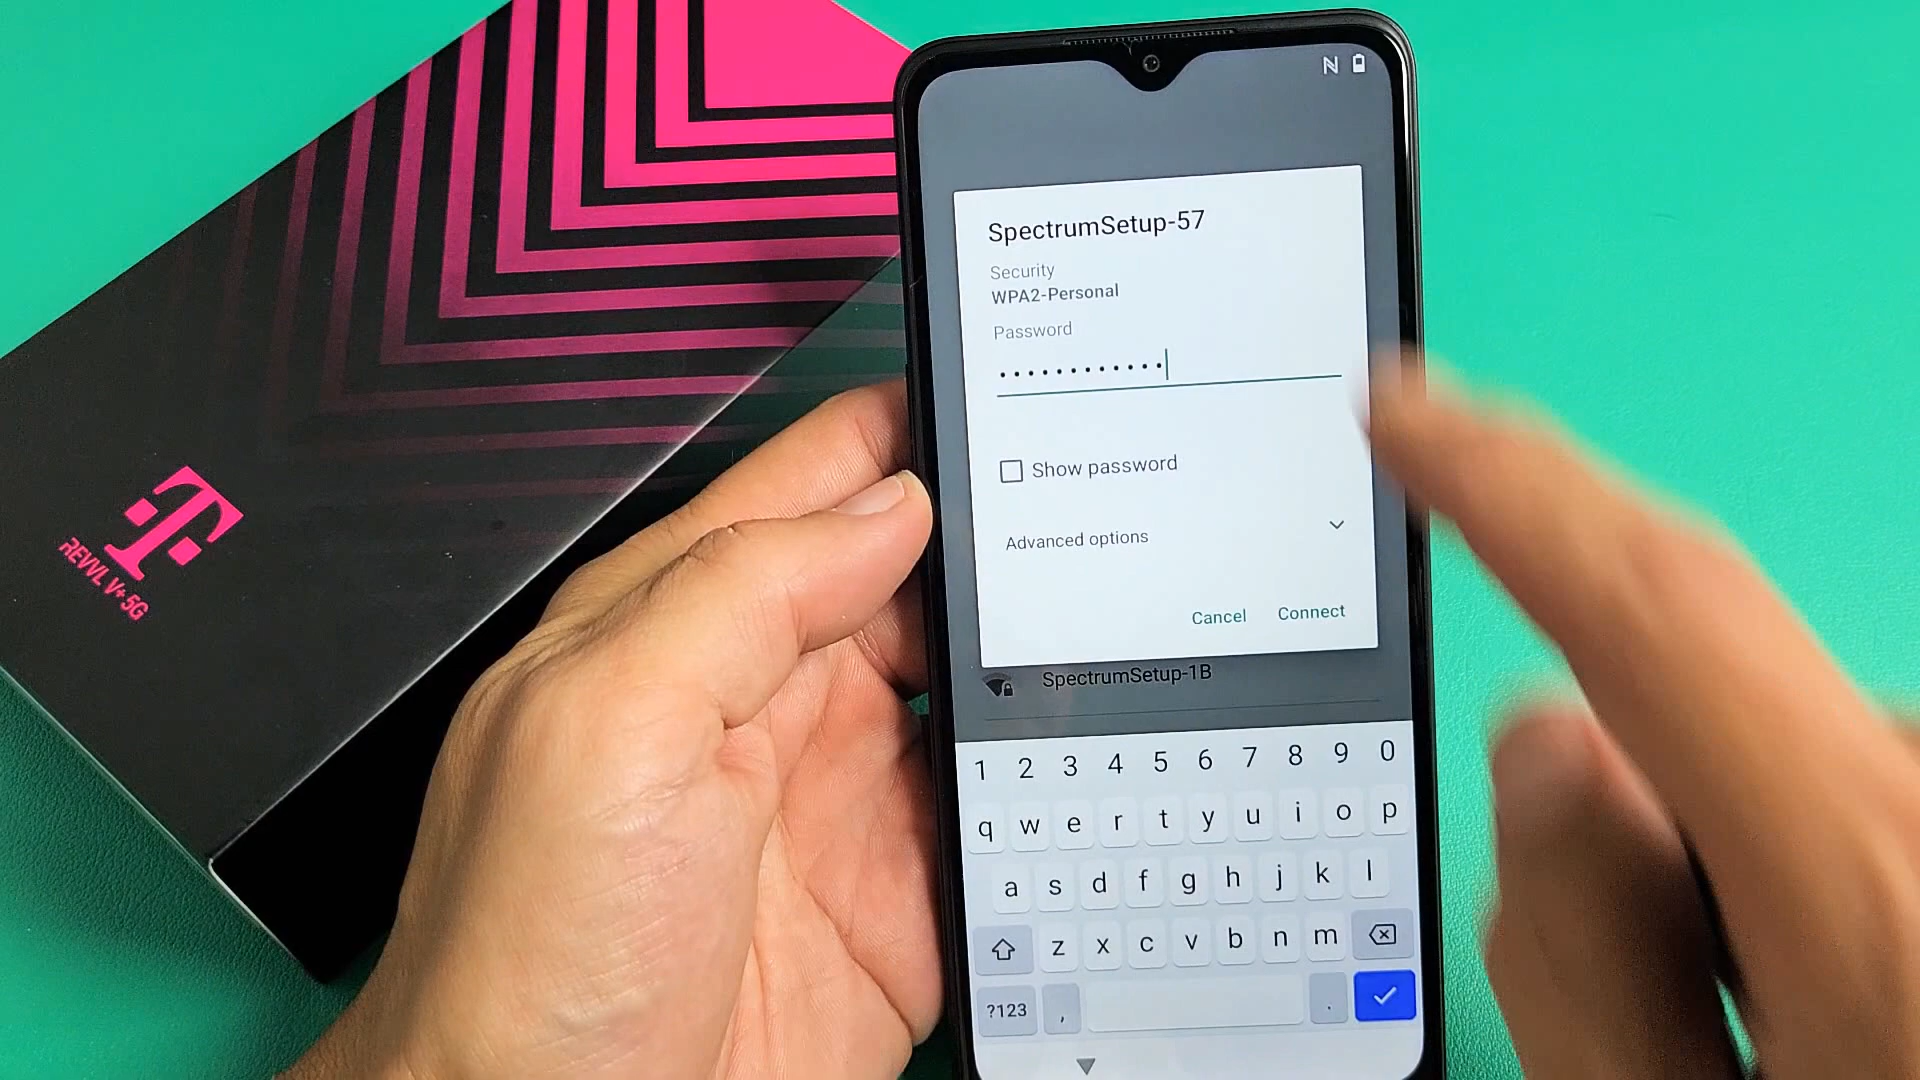 T
REVVL V+ 5G
N
SpectrumSetup-57
Security
WPA2-Personal
Password
••••••••••••
Show password
Advanced options
Cancel Connect
SpectrumSetup-1B
1 2 3 4 5 6 7 8 9 0
q w e r t y u i o p
a s d f g h j k l
z x c v b n m
?123 , .